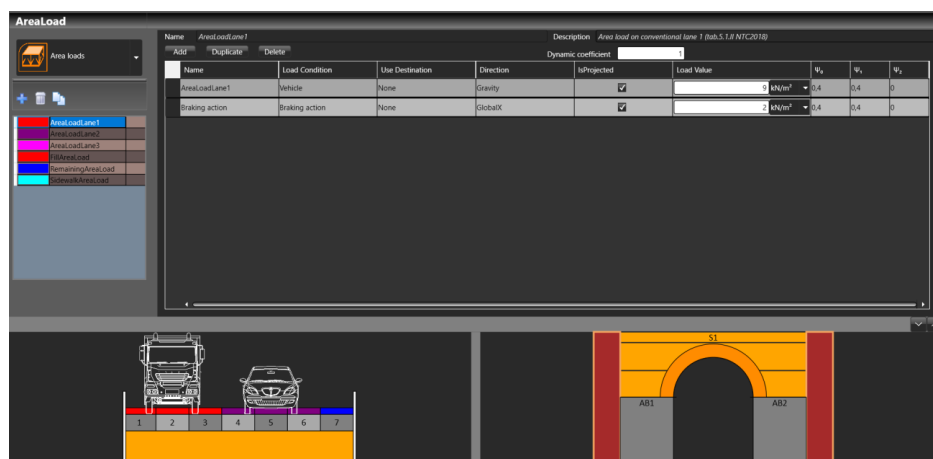 AreaLoad
Name AreaLoadLane1 Description Area load on conventional lane 1 (tab.5.1.II NTC2018)
Area loads
Add Duplicate Delete Dynamic coefficient 1
Name Load Condition Use Destination Direction IsProjected Load Value Ψ₀ Ψ₁ Ψ₂
AreaLoadLane1 Vehicle None Gravity 9 kN/m² 0,4 0,4 0
Braking action Braking action None GlobalX 2 kN/m² 0,4 0,4 0
AreaLoadLane1
AreaLoadLane2
AreaLoadLane3
FillAreaLoad
RemainingAreaLoad
SidewalkAreaLoad
1 2 3 4 5 6 7
S1
AB1 AB2